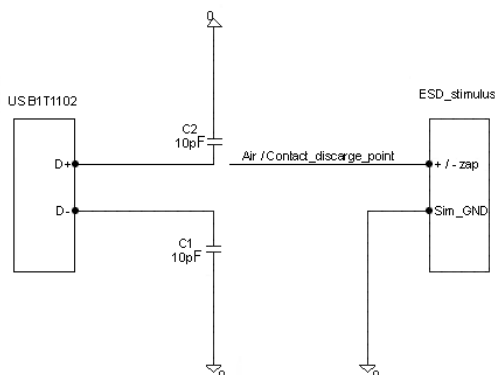 0
USB1T1102
ESD_stimulus
C2
10pF
D+
Air / Contact_discarge_point
+ / - zap
D-
Sim_GND
C1
10pF
0
0